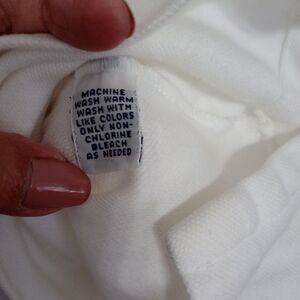 MACHINE
WASH WARM
WASH WITH
LIKE COLORS
ONLY NON-
CHLORINE
BLEACH
AS NEEDED